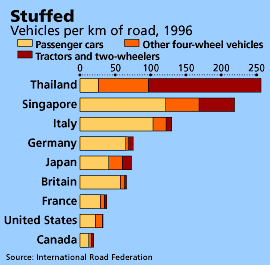 Stuffed
Vehicles per km of road, 1996
Passenger cars Other four-wheel vehicles
Tractors and two-wheelers
0 50 100 150 200 250
Thailand
Singapore
Italy
Germany
Japan
Britain
France
United States
Canada
Source: International Road Federation